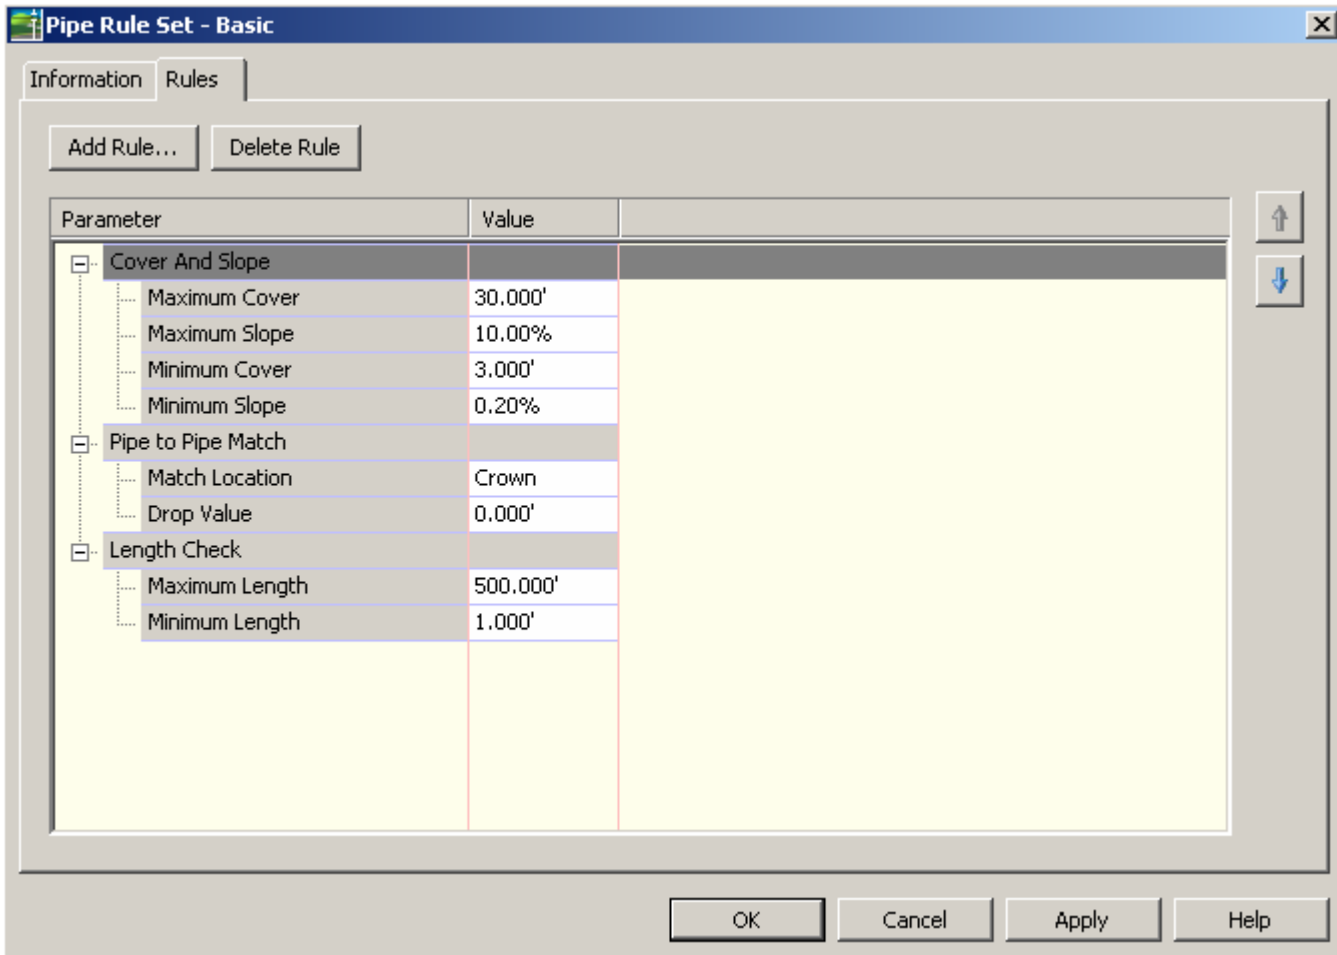 Pipe Rule Set - Basic
Information Rules
Add Rule... Delete Rule
Parameter Value
Cover And Slope
Maximum Cover 30.000'
Maximum Slope 10.00%
Minimum Cover 3.000'
Minimum Slope 0.20%
Pipe to Pipe Match
Match Location Crown
Drop Value 0.000'
Length Check
Maximum Length 500.000'
Minimum Length 1.000'
OK Cancel Apply Help